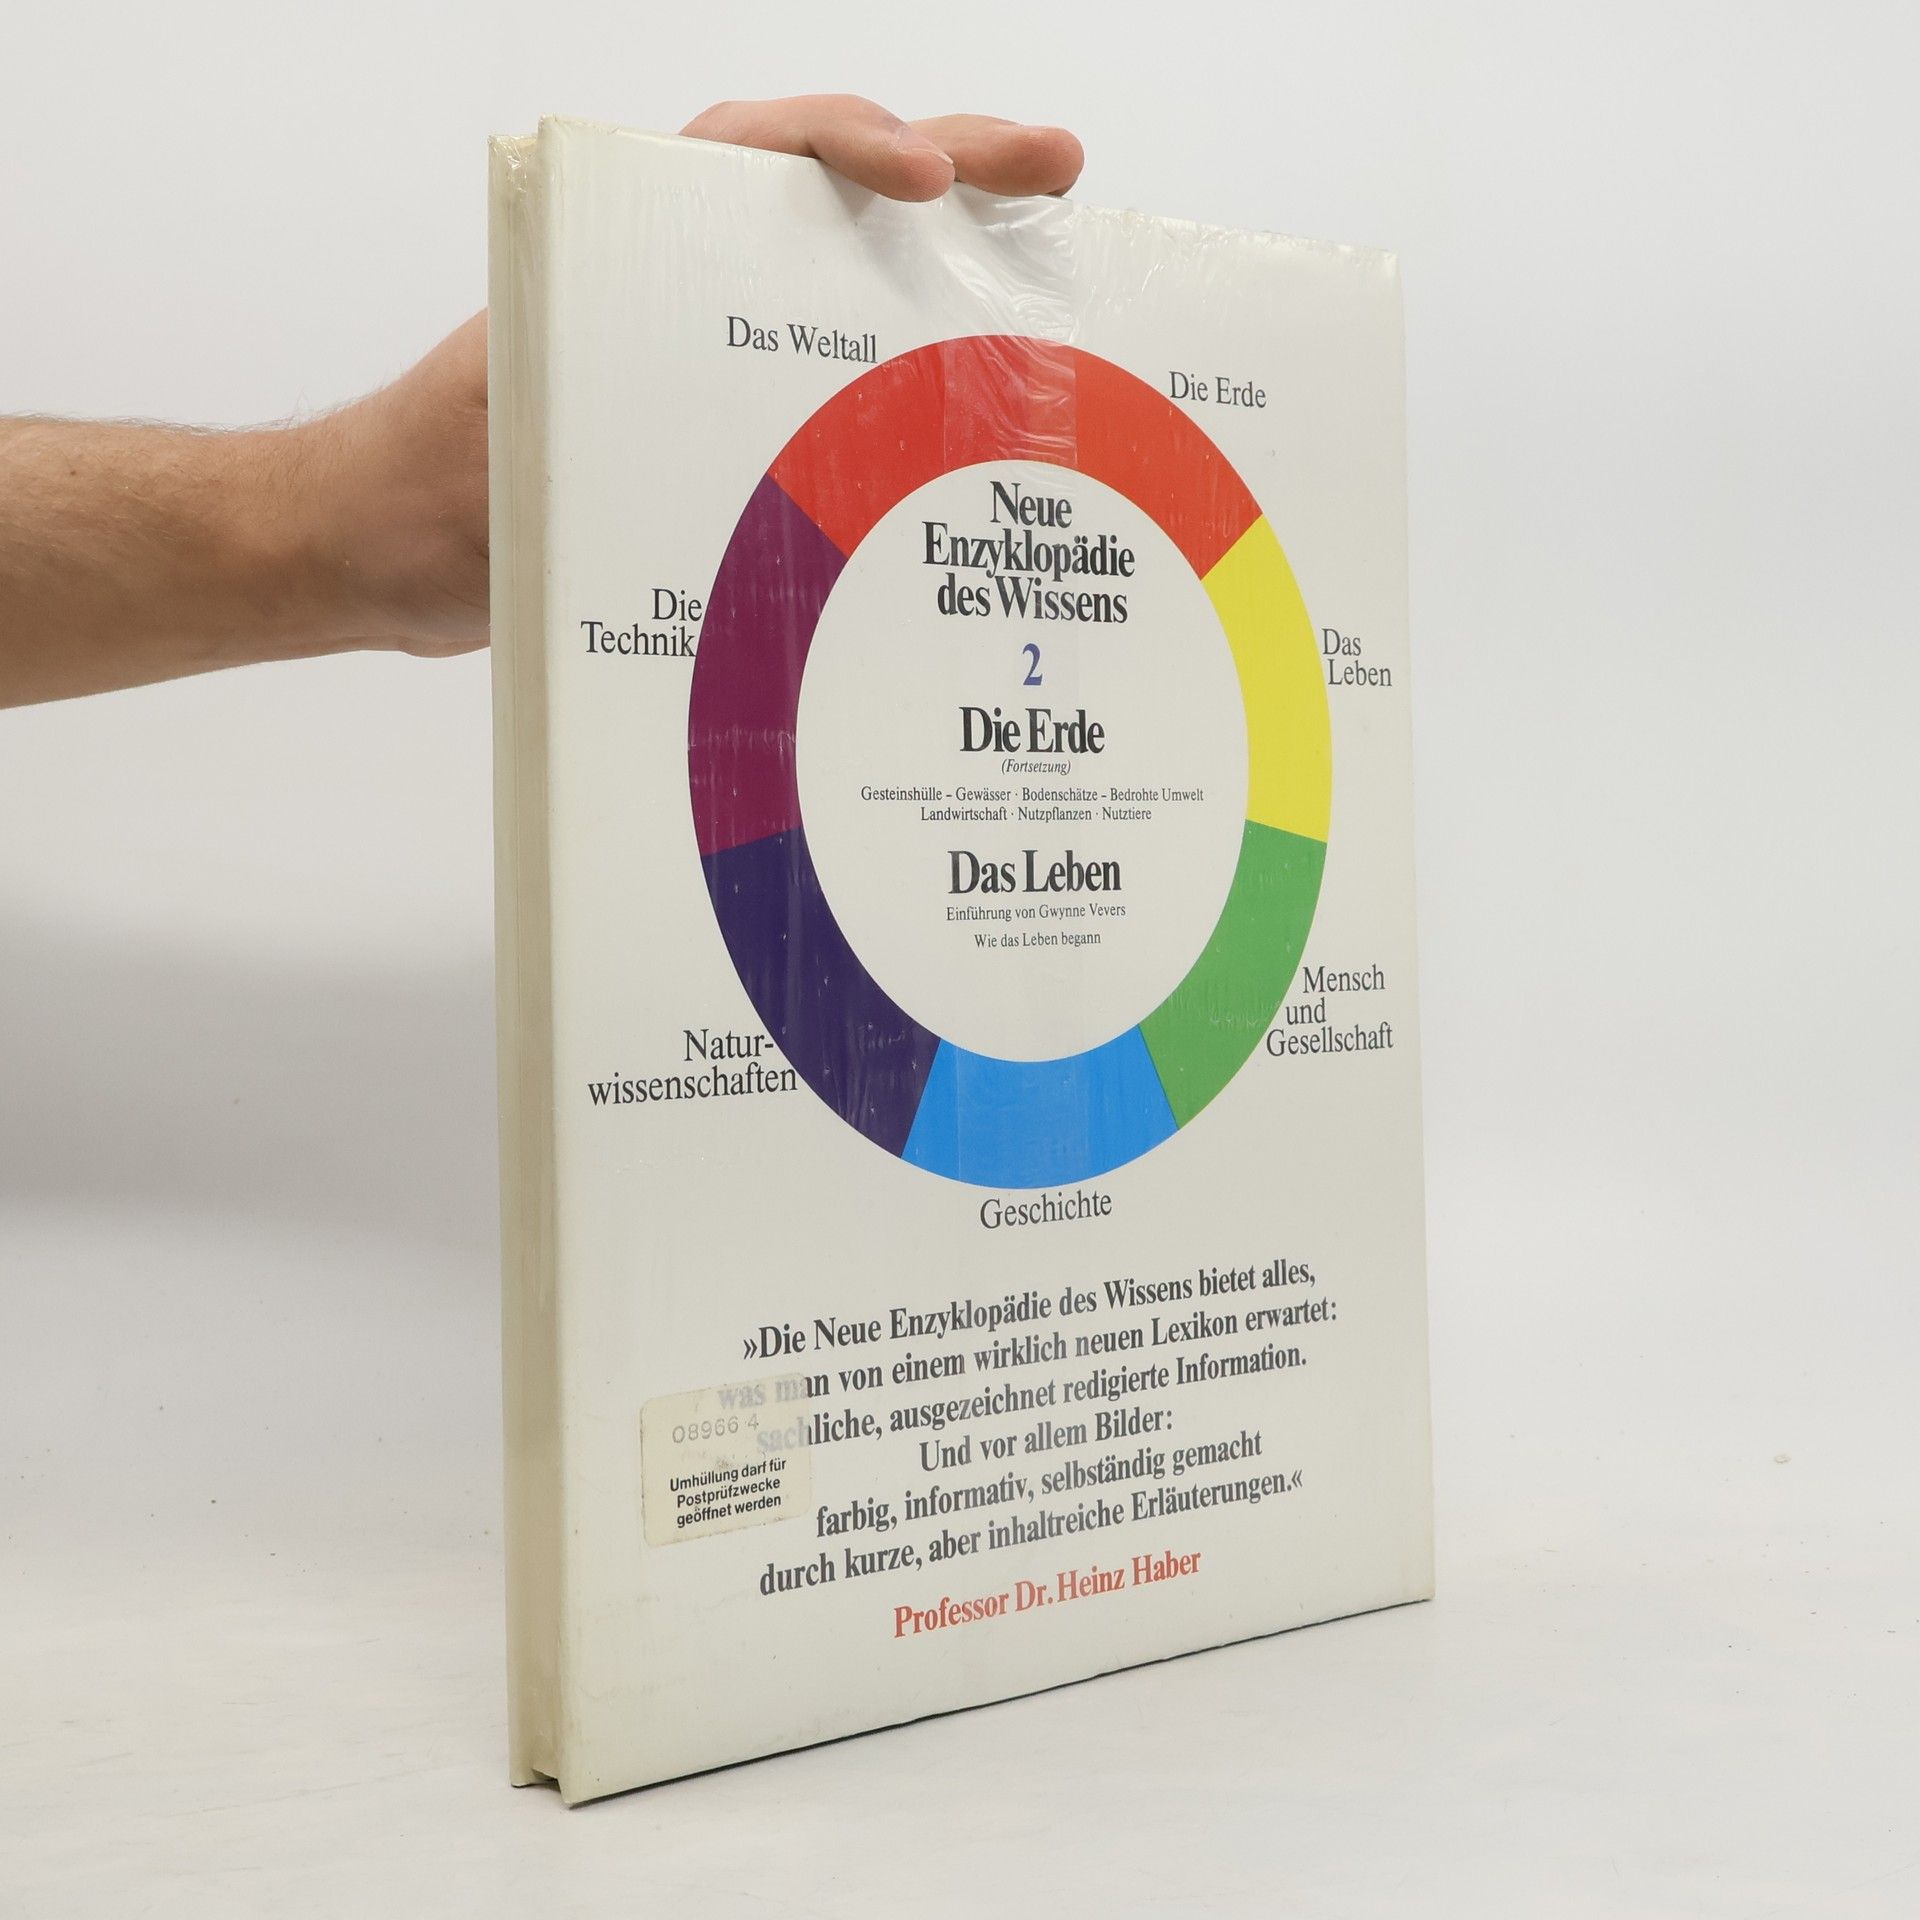 Das Weltall
Die Erde
Die
Technik
Das
Leben
Natur-
wissenschaften
Mensch
und
Gesellschaft
Geschichte
Neue
Enzyklopädie
des Wissens
2
Die Erde
(Fortsetzung)
Gesteinshülle – Gewässer · Bodenschätze – Bedrohte Umwelt
Landwirtschaft · Nutzpflanzen · Nutztiere
Das Leben
Einführung von Gwynne Vevers
Wie das Leben begann
»Die Neue Enzyklopädie des Wissens bietet alles,
was man von einem wirklich neuen Lexikon erwartet:
sachliche, ausgezeichnet redigierte Information.
Und vor allem Bilder:
farbig, informativ, selbständig gemacht
durch kurze, aber inhaltreiche Erläuterungen.«
Professor Dr. Heinz Haber
08966 4
Umhüllung darf für
Postprüfzwecke
geöffnet werden